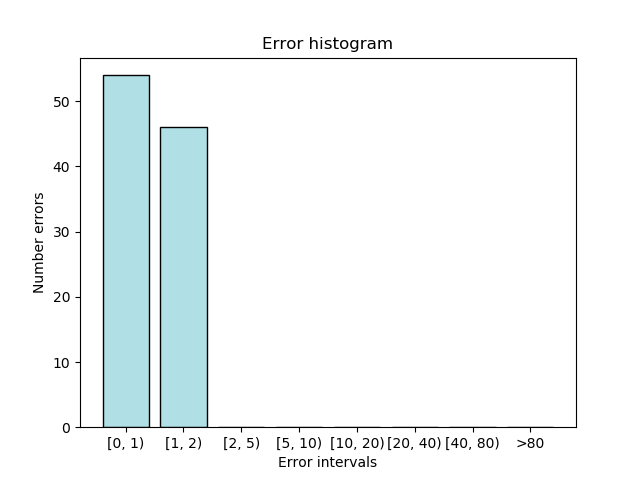 Error histogram
Number errors
50
40
30
20
10
0
[0, 1) [1, 2) [2, 5) [5, 10) [10, 20) [20, 40) [40, 80) >80
Error intervals